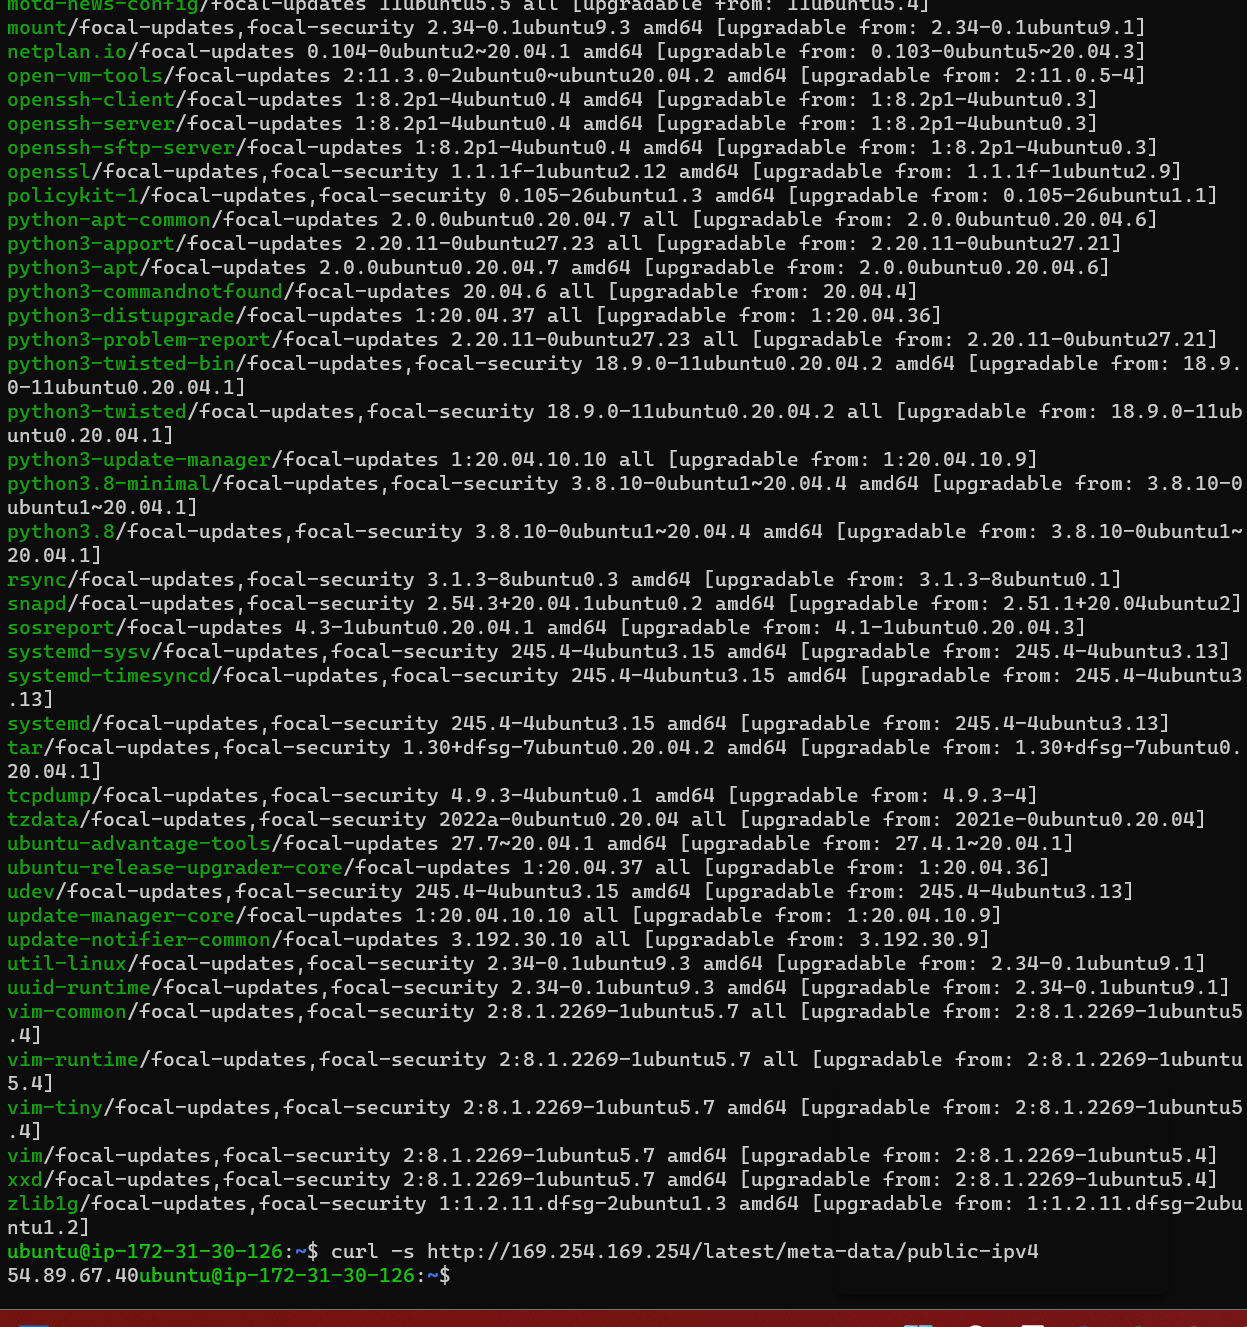 motd-news-config/focal-updates 11ubuntu5.5 all [upgradable from: 11ubuntu5.4]
mount/focal-updates,focal-security 2.34-0.1ubuntu9.3 amd64 [upgradable from: 2.34-0.1ubuntu9.1]
netplan.io/focal-updates 0.104-0ubuntu2~20.04.1 amd64 [upgradable from: 0.103-0ubuntu5~20.04.3]
open-vm-tools/focal-updates 2:11.3.0-2ubuntu0~ubuntu20.04.2 amd64 [upgradable from: 2:11.0.5-4]
openssh-client/focal-updates 1:8.2p1-4ubuntu0.4 amd64 [upgradable from: 1:8.2p1-4ubuntu0.3]
openssh-server/focal-updates 1:8.2p1-4ubuntu0.4 amd64 [upgradable from: 1:8.2p1-4ubuntu0.3]
openssh-sftp-server/focal-updates 1:8.2p1-4ubuntu0.4 amd64 [upgradable from: 1:8.2p1-4ubuntu0.3]
openssl/focal-updates,focal-security 1.1.1f-1ubuntu2.12 amd64 [upgradable from: 1.1.1f-1ubuntu2.9]
policykit-1/focal-updates,focal-security 0.105-26ubuntu1.3 amd64 [upgradable from: 0.105-26ubuntu1.1]
python-apt-common/focal-updates 2.0.0ubuntu0.20.04.7 all [upgradable from: 2.0.0ubuntu0.20.04.6]
python3-apport/focal-updates 2.20.11-0ubuntu27.23 all [upgradable from: 2.20.11-0ubuntu27.21]
python3-apt/focal-updates 2.0.0ubuntu0.20.04.7 amd64 [upgradable from: 2.0.0ubuntu0.20.04.6]
python3-commandnotfound/focal-updates 20.04.6 all [upgradable from: 20.04.4]
python3-distupgrade/focal-updates 1:20.04.37 all [upgradable from: 1:20.04.36]
python3-problem-report/focal-updates 2.20.11-0ubuntu27.23 all [upgradable from: 2.20.11-0ubuntu27.21]
python3-twisted-bin/focal-updates,focal-security 18.9.0-11ubuntu0.20.04.2 amd64 [upgradable from: 18.9.
0-11ubuntu0.20.04.1]
python3-twisted/focal-updates,focal-security 18.9.0-11ubuntu0.20.04.2 all [upgradable from: 18.9.0-11ub
untu0.20.04.1]
python3-update-manager/focal-updates 1:20.04.10.10 all [upgradable from: 1:20.04.10.9]
python3.8-minimal/focal-updates,focal-security 3.8.10-0ubuntu1~20.04.4 amd64 [upgradable from: 3.8.10-0
ubuntu1~20.04.1]
python3.8/focal-updates,focal-security 3.8.10-0ubuntu1~20.04.4 amd64 [upgradable from: 3.8.10-0ubuntu1~
20.04.1]
rsync/focal-updates,focal-security 3.1.3-8ubuntu0.3 amd64 [upgradable from: 3.1.3-8ubuntu0.1]
snapd/focal-updates,focal-security 2.54.3+20.04.1ubuntu0.2 amd64 [upgradable from: 2.51.1+20.04ubuntu2]
sosreport/focal-updates 4.3-1ubuntu0.20.04.1 amd64 [upgradable from: 4.1-1ubuntu0.20.04.3]
systemd-sysv/focal-updates,focal-security 245.4-4ubuntu3.15 amd64 [upgradable from: 245.4-4ubuntu3.13]
systemd-timesyncd/focal-updates,focal-security 245.4-4ubuntu3.15 amd64 [upgradable from: 245.4-4ubuntu3
.13]
systemd/focal-updates,focal-security 245.4-4ubuntu3.15 amd64 [upgradable from: 245.4-4ubuntu3.13]
tar/focal-updates,focal-security 1.30+dfsg-7ubuntu0.20.04.2 amd64 [upgradable from: 1.30+dfsg-7ubuntu0.
20.04.1]
tcpdump/focal-updates,focal-security 4.9.3-4ubuntu0.1 amd64 [upgradable from: 4.9.3-4]
tzdata/focal-updates,focal-security 2022a-0ubuntu0.20.04 all [upgradable from: 2021e-0ubuntu0.20.04]
ubuntu-advantage-tools/focal-updates 27.7~20.04.1 amd64 [upgradable from: 27.4.1~20.04.1]
ubuntu-release-upgrader-core/focal-updates 1:20.04.37 all [upgradable from: 1:20.04.36]
udev/focal-updates,focal-security 245.4-4ubuntu3.15 amd64 [upgradable from: 245.4-4ubuntu3.13]
update-manager-core/focal-updates 1:20.04.10.10 all [upgradable from: 1:20.04.10.9]
update-notifier-common/focal-updates 3.192.30.10 all [upgradable from: 3.192.30.9]
util-linux/focal-updates,focal-security 2.34-0.1ubuntu9.3 amd64 [upgradable from: 2.34-0.1ubuntu9.1]
uuid-runtime/focal-updates,focal-security 2.34-0.1ubuntu9.3 amd64 [upgradable from: 2.34-0.1ubuntu9.1]
vim-common/focal-updates,focal-security 2:8.1.2269-1ubuntu5.7 all [upgradable from: 2:8.1.2269-1ubuntu5
.4]
vim-runtime/focal-updates,focal-security 2:8.1.2269-1ubuntu5.7 all [upgradable from: 2:8.1.2269-1ubuntu
5.4]
vim-tiny/focal-updates,focal-security 2:8.1.2269-1ubuntu5.7 amd64 [upgradable from: 2:8.1.2269-1ubuntu5
.4]
vim/focal-updates,focal-security 2:8.1.2269-1ubuntu5.7 amd64 [upgradable from: 2:8.1.2269-1ubuntu5.4]
xxd/focal-updates,focal-security 2:8.1.2269-1ubuntu5.7 amd64 [upgradable from: 2:8.1.2269-1ubuntu5.4]
zlib1g/focal-updates,focal-security 1:1.2.11.dfsg-2ubuntu1.3 amd64 [upgradable from: 1:1.2.11.dfsg-2ubu
ntu1.2]
ubuntu@ip-172-31-30-126:~$ curl -s http://169.254.169.254/latest/meta-data/public-ipv4
54.89.67.40ubuntu@ip-172-31-30-126:~$